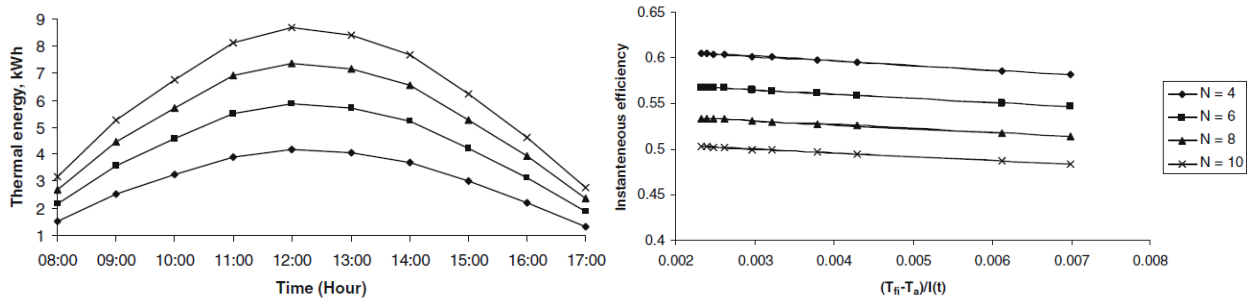 Thermal energy, kWh
9
8
7
6
5
4
3
2
1
08:00 09:00 10:00 11:00 12:00 13:00 14:00 15:00 16:00 17:00
Time (Hour)
Instantaneous efficiency
0.65
0.6
0.55
0.5
0.45
0.4
0.002 0.003 0.004 0.005 0.006 0.007 0.008
(Tfi-Ta)/I(t)
N = 4
N = 6
N = 8
N = 10